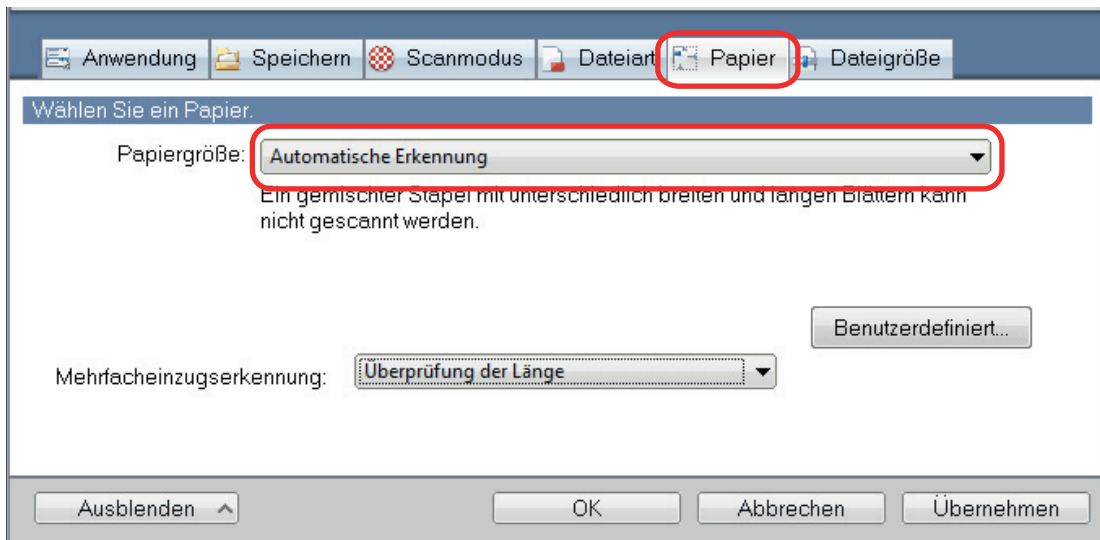 Anwendung Speichern Scanmodus Dateiart Papier Dateigröße
Wählen Sie ein Papier.
Papiergröße: Automatische Erkennung
Ein gemischter Stapel mit unterschiedlich breiten und langen Blättern kann
nicht gescannt werden.
Benutzerdefiniert...
Mehrfacheinzugserkennung: Überprüfung der Länge
Ausblenden OK Abbrechen Übernehmen